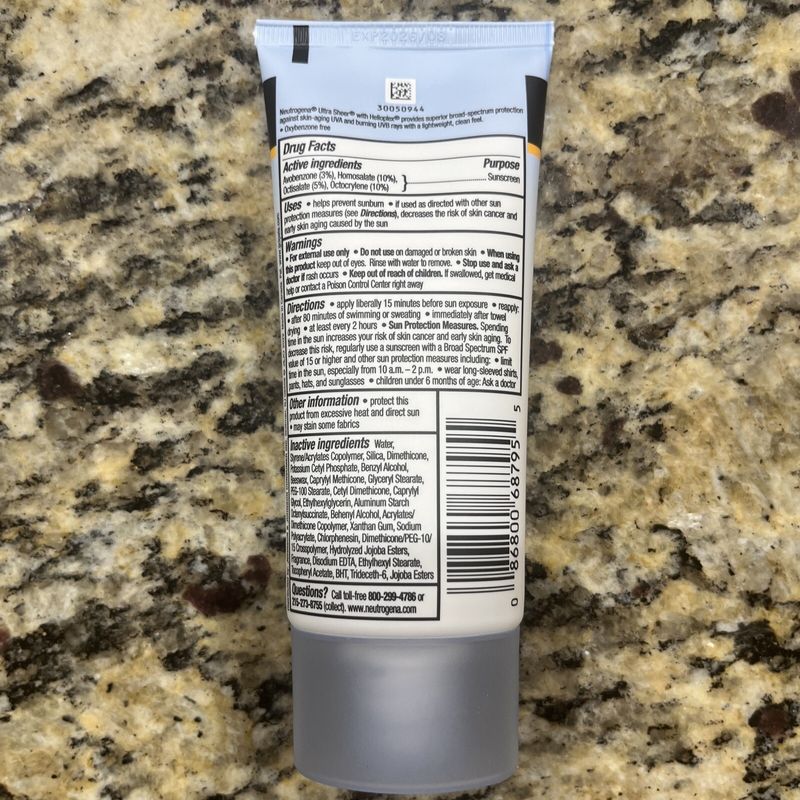 EXP2026/08
30050944
Neutrogena® Ultra Sheer® with Helioplex® provides superior broad-spectrum protection
against skin-aging UVA and burning UVB rays with a lightweight, clean feel.
• Oxybenzone free
Drug Facts
Active ingredients Purpose
Avobenzone (3%), Homosalate (10%),
Octisalate (5%), Octocrylene (10%) } Sunscreen
Uses • helps prevent sunburn • if used as directed with other sun
protection measures (see Directions), decreases the risk of skin cancer and
early skin aging caused by the sun
Warnings
• For external use only • Do not use on damaged or broken skin • When using
this product keep out of eyes. Rinse with water to remove. • Stop use and ask a
doctor if rash occurs • Keep out of reach of children. If swallowed, get medical
help or contact a Poison Control Center right away
Directions • apply liberally 15 minutes before sun exposure • reapply:
• after 80 minutes of swimming or sweating • immediately after towel
drying • at least every 2 hours • Sun Protection Measures. Spending
time in the sun increases your risk of skin cancer and early skin aging. To
decrease this risk, regularly use a sunscreen with a Broad Spectrum SPF
value of 15 or higher and other sun protection measures including: • limit
time in the sun, especially from 10 a.m. – 2 p.m. • wear long-sleeved shirts,
pants, hats, and sunglasses • children under 6 months of age: Ask a doctor
Other information • protect this
product from excessive heat and direct sun
• may stain some fabrics
Inactive ingredients Water,
Styrene/Acrylates Copolymer, Silica, Dimethicone,
Potassium Cetyl Phosphate, Benzyl Alcohol,
Beeswax, Caprylyl Methicone, Glyceryl Stearate,
PEG-100 Stearate, Cetyl Dimethicone, Caprylyl
Glycol, Ethylhexylglycerin, Aluminum Starch
Octenylsuccinate, Behenyl Alcohol, Acrylates/
Dimethicone Copolymer, Xanthan Gum, Sodium
Polyacrylate, Chlorphenesin, Dimethicone/PEG-10/
15 Crosspolymer, Hydrolyzed Jojoba Esters,
Fragrance, Disodium EDTA, Ethylhexyl Stearate,
Tocopheryl Acetate, BHT, Trideceth-6, Jojoba Esters
Questions? Call toll-free 800-299-4786 or
215-273-8755 (collect). www.neutrogena.com
0 86800 68795 5